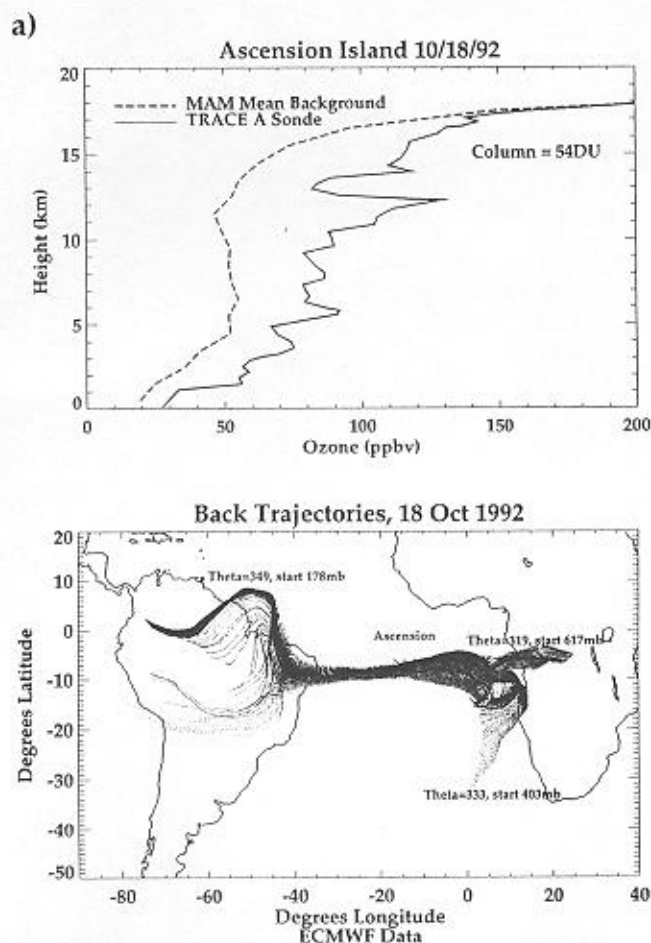 a)
Ascension Island 10/18/92
20
MAM Mean Background
TRACE A Sonde
15
Column = 54DU
Height (km)
10
5
0
0 50 100 150 200
Ozone (ppbv)
Back Trajectories, 18 Oct 1992
20
Theta=349, start 178mb
10
0
Ascension
Theta=319, start 617mb
-10
Degrees Latitude
-20
-30
Theta=333, start 403mb
-40
-50
-80 -60 -40 -20 0 20 40
Degrees Longitude
ECMWF Data